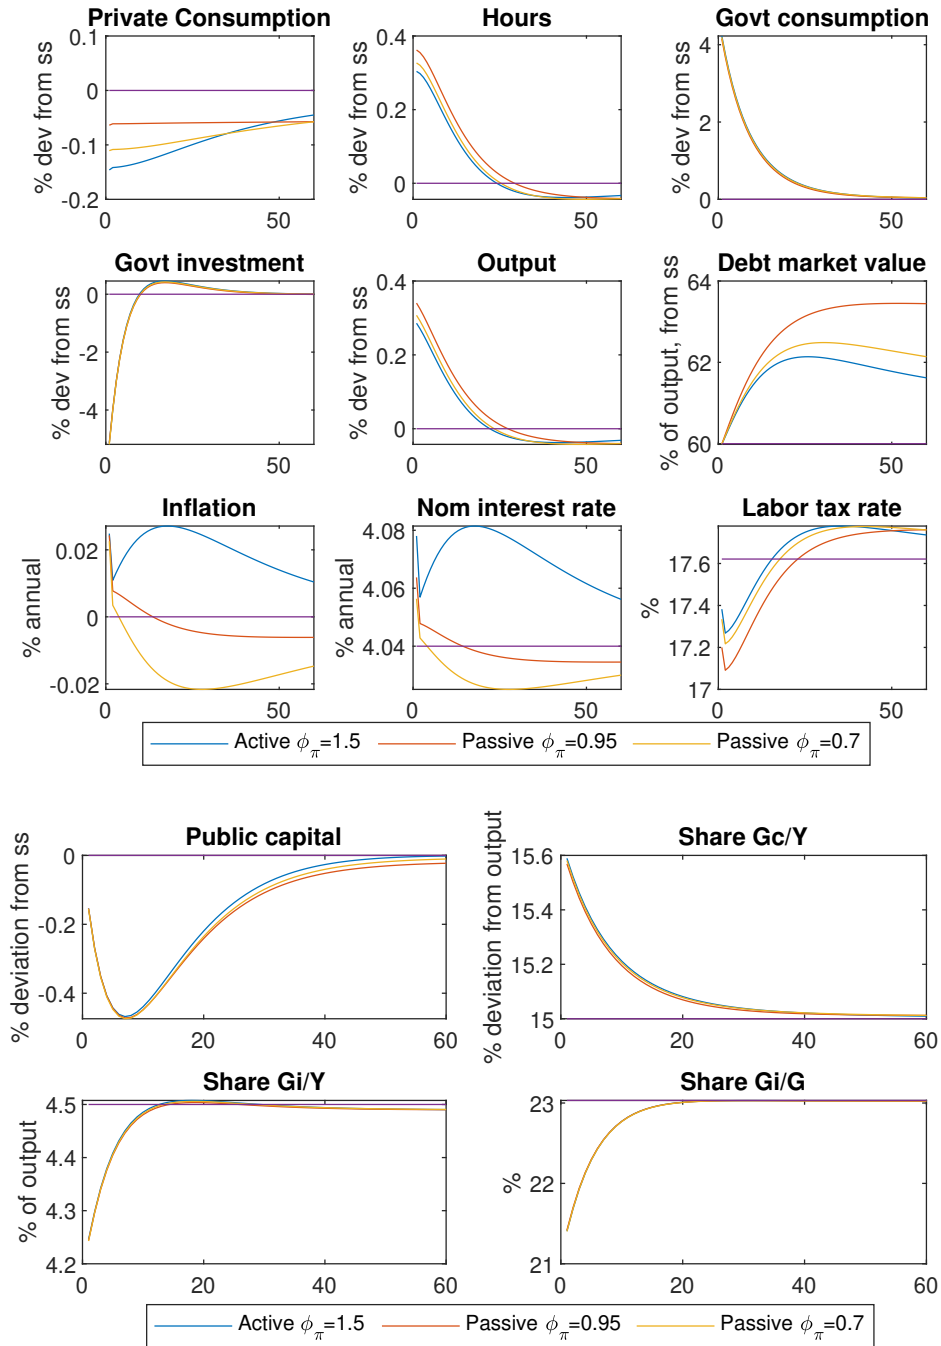 Private Consumption
% dev from ss
0.1
0
-0.1
-0.2
0
50
Hours
% dev from ss
0.4
0.2
0
0
50
Govt consumption
% dev from ss
4
2
0
0
50
Govt investment
% dev from ss
0
-2
-4
0
50
Output
% dev from ss
0.4
0.2
0
0
50
Debt market value
% of output, from ss
64
62
60
0
50
Inflation
% annual
0.02
0
-0.02
0
50
Nom interest rate
% annual
4.08
4.06
4.04
0
50
Labor tax rate
%
17.6
17.4
17.2
17
0
50
Active ϕ_π=1.5 Passive ϕ_π=0.95 Passive ϕ_π=0.7
Public capital
% deviation from ss
0
-0.2
-0.4
0 20 40 60
Share Gc/Y
% deviation from output
15.6
15.4
15.2
15
0 20 40 60
Share Gi/Y
% of output
4.5
4.4
4.3
4.2
0 20 40 60
Share Gi/G
%
23
22
21
0 20 40 60
Active ϕ_π=1.5 Passive ϕ_π=0.95 Passive ϕ_π=0.7